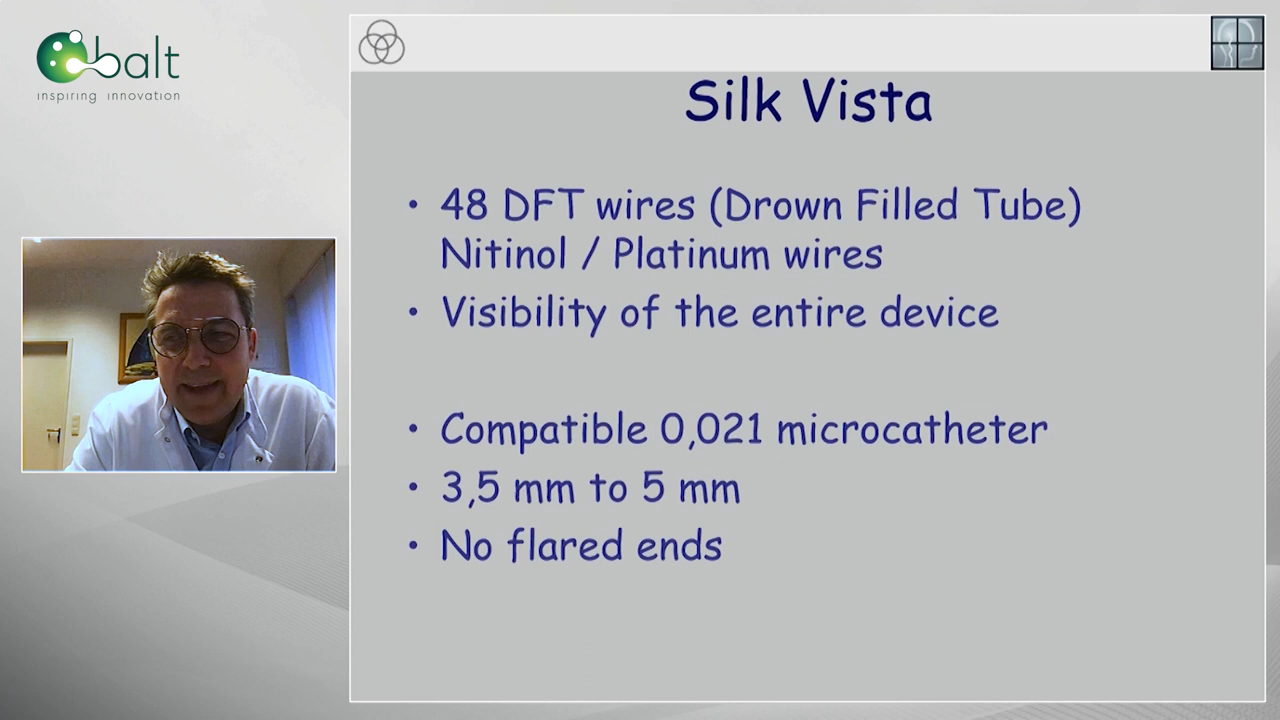 balt
inspiring innovation
Silk Vista
• 48 DFT wires (Drown Filled Tube)
Nitinol / Platinum wires
• Visibility of the entire device
• Compatible 0,021 microcatheter
• 3,5 mm to 5 mm
• No flared ends